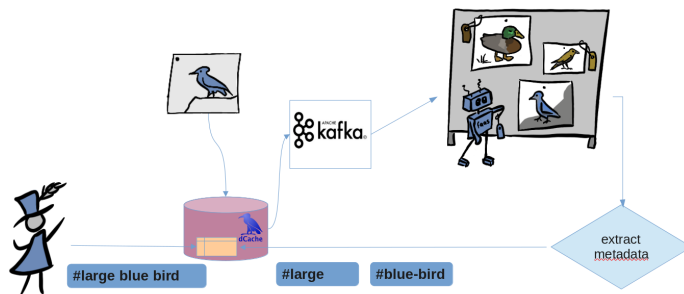 APACHE
kafka®
faas
dCache
extract
metadata
#large blue bird
#large
#blue-bird